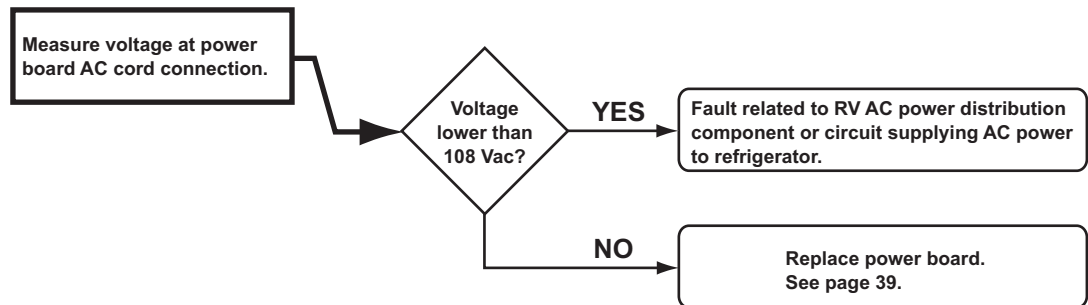 Measure voltage at power
board AC cord connection.
Voltage
lower than
108 Vac?
YES
Fault related to RV AC power distribution
component or circuit supplying AC power
to refrigerator.
NO
Replace power board.
See page 39.